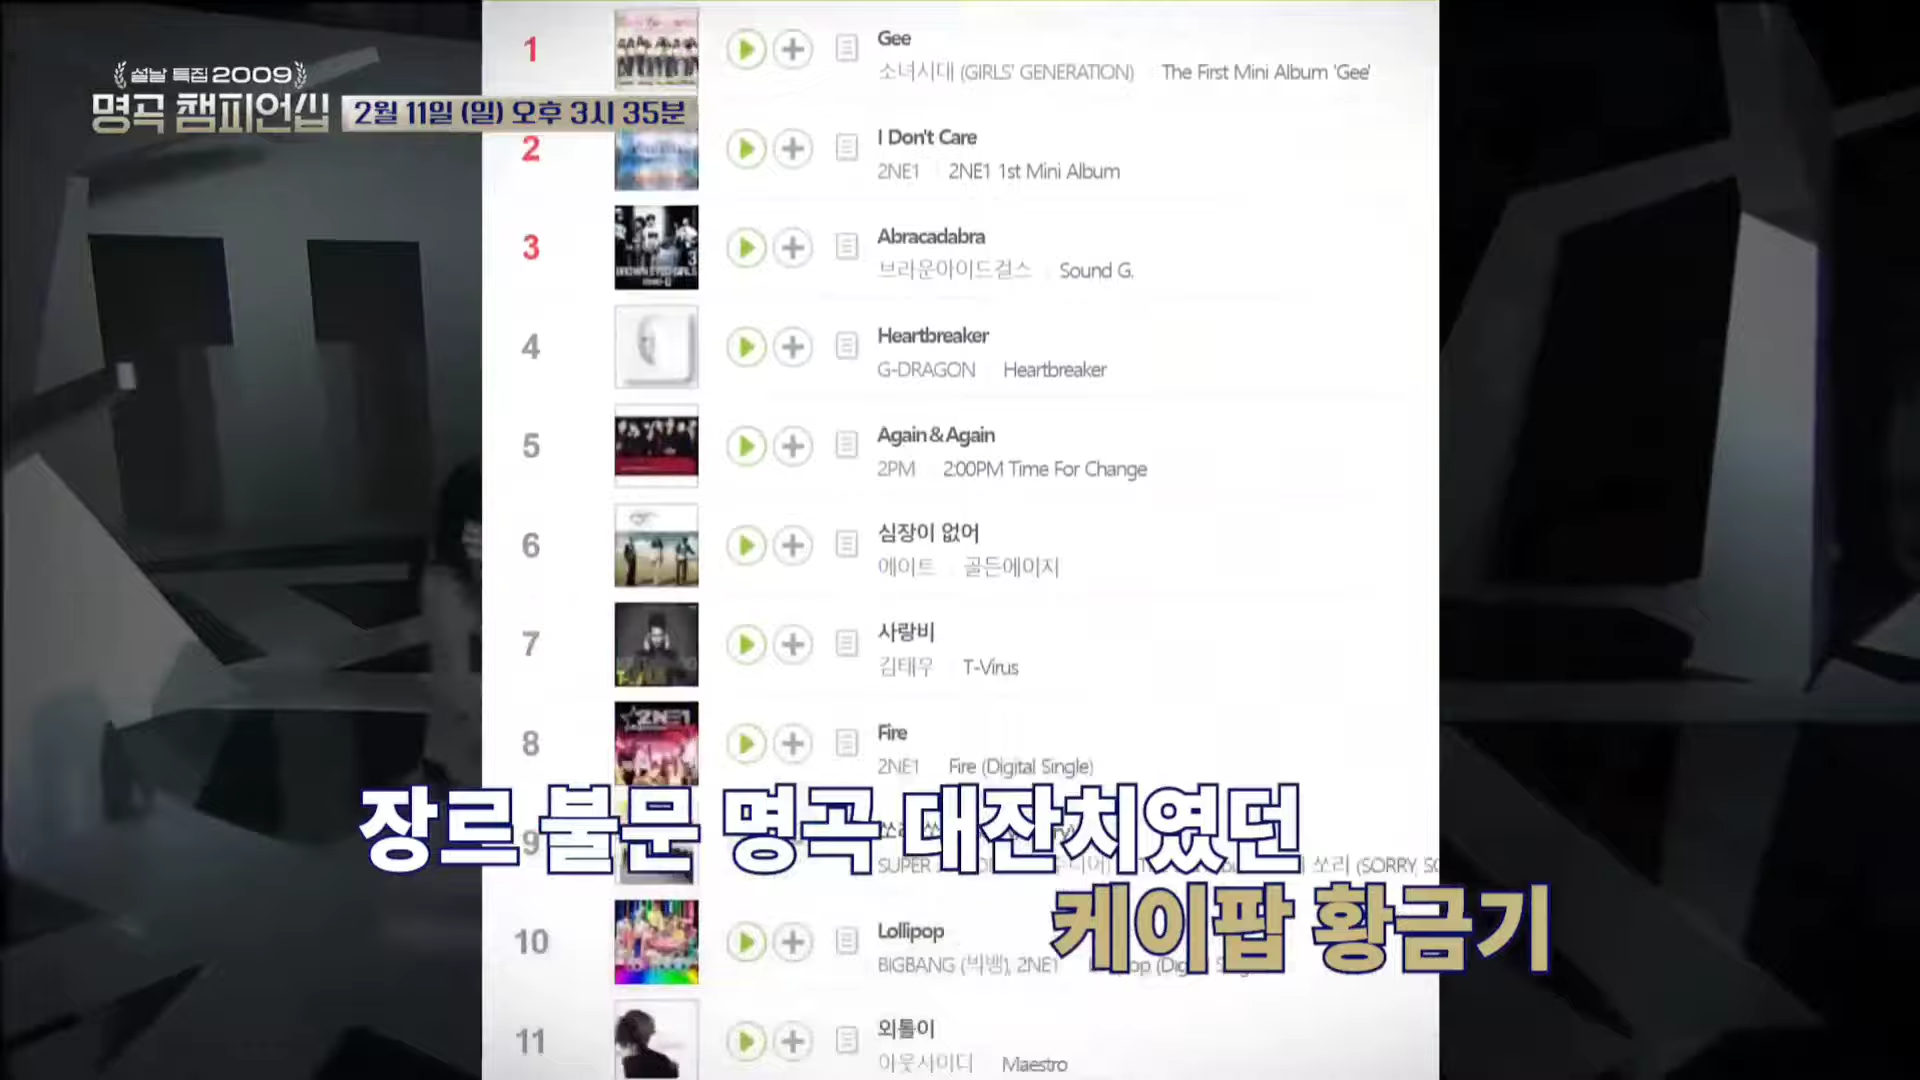 설날 특집 2009
명곡 챔피언십
2월 11일 (일) 오후 3시 35분
1
Gee
소녀시대 (GIRLS' GENERATION) The First Mini Album 'Gee'
2
I Don't Care
2NE1 2NE1 1st Mini Album
3
Abracadabra
브라운아이드걸스 Sound G.
4
Heartbreaker
G-DRAGON Heartbreaker
5
Again & Again
2PM 2:00PM Time For Change
6
심장이 없어
에이트 골든에이지
7
사랑비
김태우 T-Virus
8
Fire
2NE1 Fire (Digital Single)
9
SUPER 쏘리 (SORRY, SO
장르 불문 명곡 대잔치였던
케이팝 황금기
10
Lollipop
BIGBANG (빅뱅), 2NE1
11
외톨이
아웃사이더 Maestro